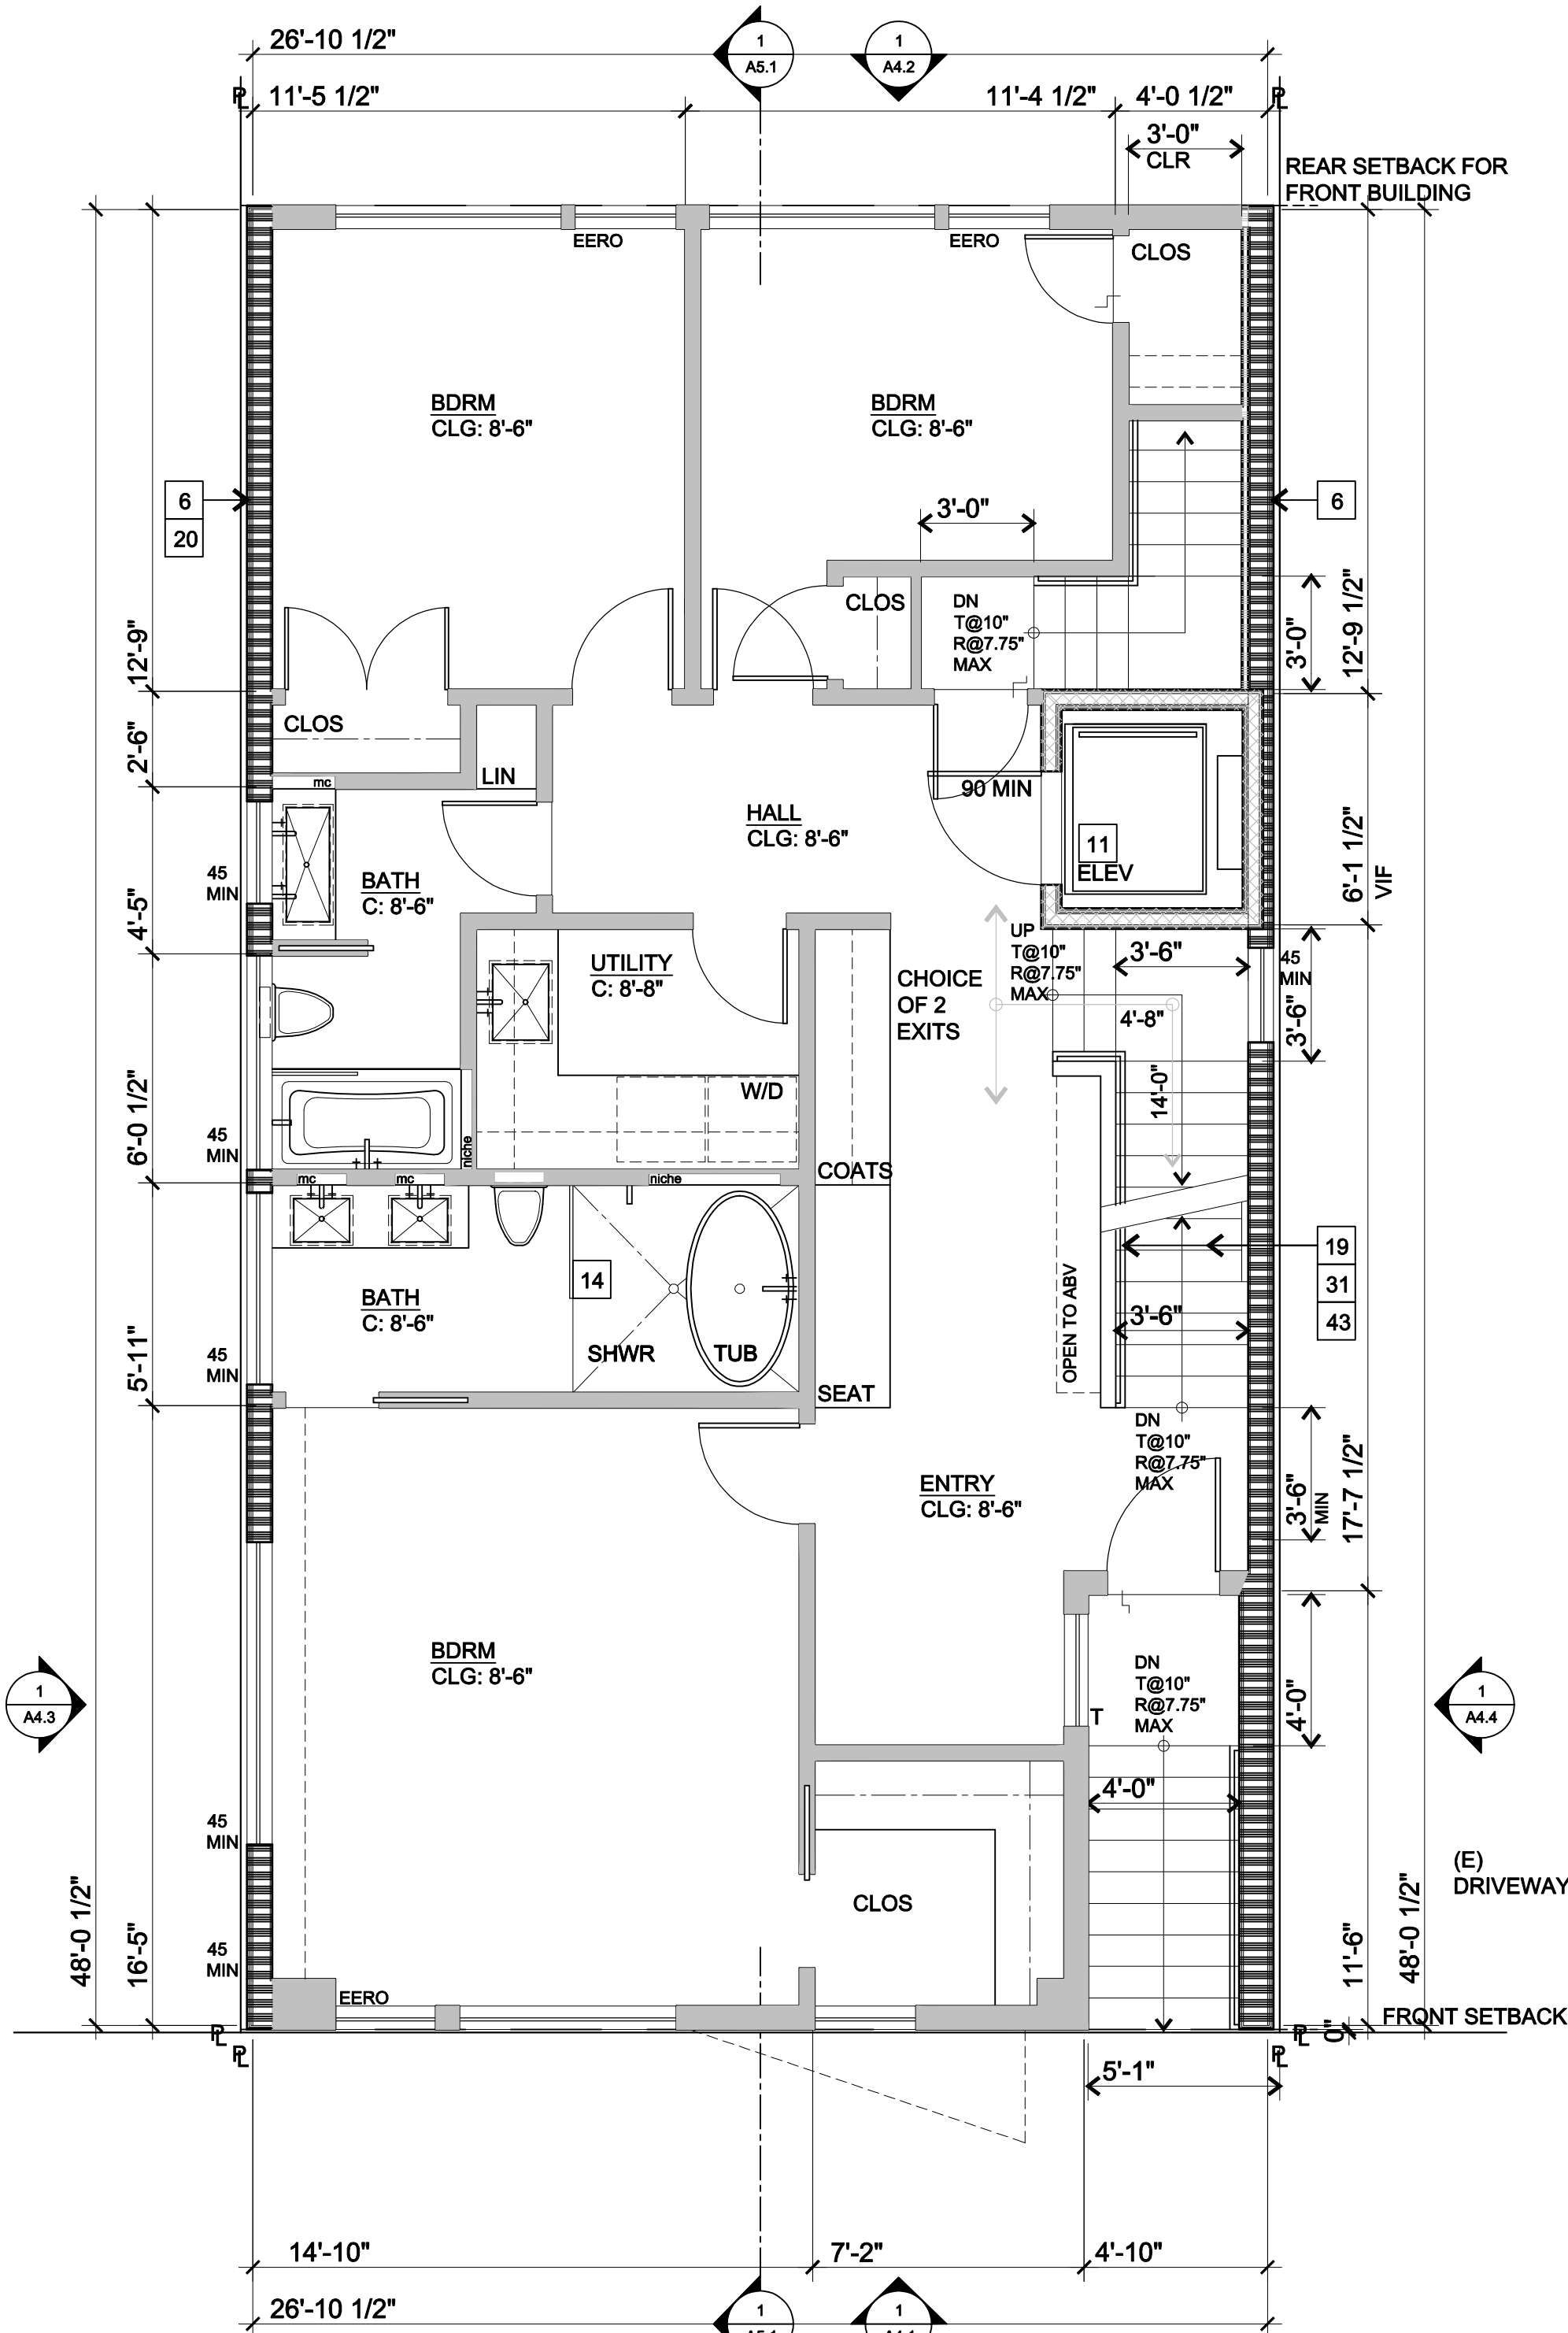 26'-10 1/2"
1
A5.1
1
A4.2
PL
11'-5 1/2"
11'-4 1/2"
4'-0 1/2"
PL
3'-0"
CLR
REAR SETBACK FOR
FRONT BUILDING
EERO
EERO
CLOS
BDRM
CLG: 8'-6"
BDRM
CLG: 8'-6"
6
20
6
3'-0"
CLOS
DN
T@10"
R@7.75"
MAX
3'-0"
12'-9 1/2"
12'-9"
CLOS
2'-6"
mc
LIN
90 MIN
HALL
CLG: 8'-6"
11
ELEV
6'-1 1/2"
VIF
45
MIN
BATH
C: 8'-6"
4'-5"
UTILITY
C: 8'-8"
CHOICE
OF 2
EXITS
UP
T@10"
R@7.75"
MAX
3'-6"
45
MIN
3'-6"
4'-8"
14'-0"
W/D
6'-0 1/2"
45
MIN
niche
mc
mc
niche
COATS
14
BATH
C: 8'-6"
SHWR
TUB
OPEN TO ABV
19
31
43
3'-6"
5'-11"
45
MIN
SEAT
DN
T@10"
R@7.75"
MAX
ENTRY
CLG: 8'-6"
3'-6"
MIN
17'-7 1/2"
BDRM
CLG: 8'-6"
1
A4.3
DN
T@10"
R@7.75"
MAX
T
4'-0"
1
A4.4
4'-0"
45
MIN
CLOS
(E)
DRIVEWAY
48'-0 1/2"
16'-5"
45
MIN
11'-6"
48'-0 1/2"
EERO
FRONT SETBACK
PL
PL
PL
0"
PL
5'-1"
14'-10"
7'-2"
4'-10"
26'-10 1/2"
1
A5.1
1